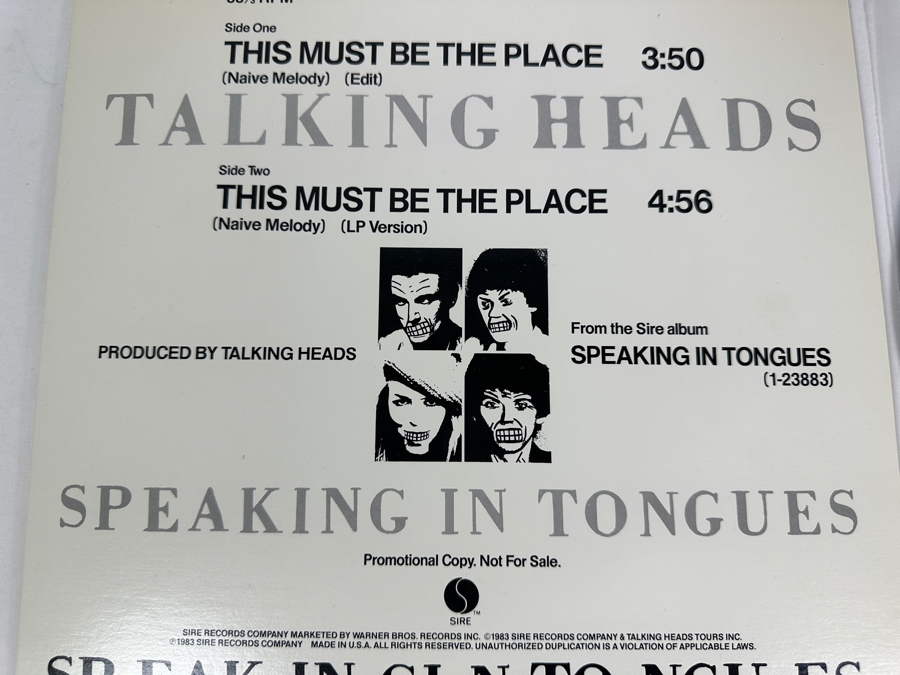 33⅓ RPM
Side One
THIS MUST BE THE PLACE 3:50
(Naive Melody) (Edit)
TALKING HEADS
Side Two
THIS MUST BE THE PLACE 4:56
(Naive Melody) (LP Version)
From the Sire album
PRODUCED BY TALKING HEADS SPEAKING IN TONGUES
(1-23883)
SPEAKING IN TONGUES
Promotional Copy. Not For Sale.
TM
SIRE
SIRE RECORDS COMPANY MARKETED BY WARNER BROS. RECORDS INC. ©1983 SIRE RECORDS COMPANY & TALKING HEADS TOURS INC.
℗1983 SIRE RECORDS COMPANY MADE IN U.S.A. ALL RIGHTS RESERVED. UNAUTHORIZED DUPLICATION IS A VIOLATION OF APPLICABLE LAWS.